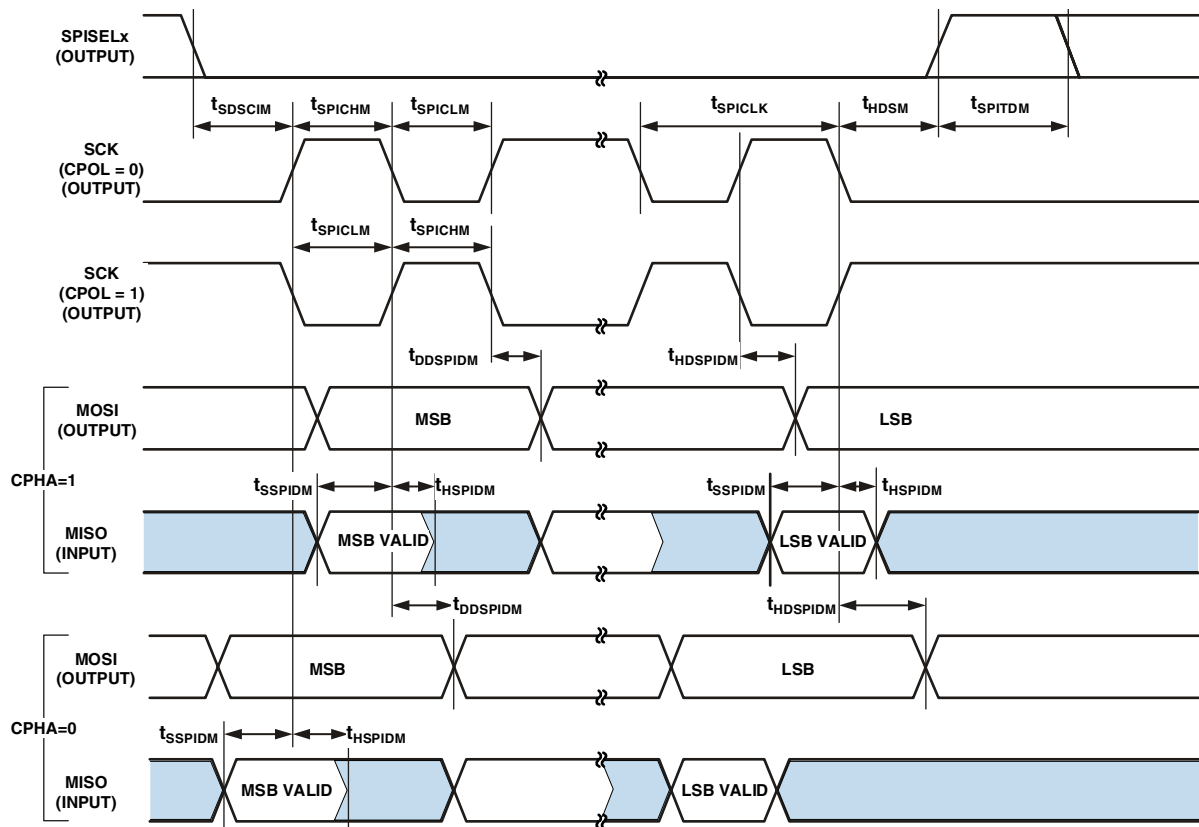 SPISELx
(OUTPUT)
tSDSCIM
tSPICHM
tSPICLM
tSPICLK
tHDSM
tSPITDM
SCK
(CPOL = 0)
(OUTPUT)
tSPICLM
tSPICHM
SCK
(CPOL = 1)
(OUTPUT)
tDDSPIDM
tHDSPIDM
MOSI
(OUTPUT)
MSB
LSB
CPHA=1
tSSPIDM
tHSPIDM
tSSPIDM
tHSPIDM
MISO
(INPUT)
MSB VALID
LSB VALID
tDDSPIDM
tHDSPIDM
MOSI
(OUTPUT)
MSB
LSB
CPHA=0
tSSPIDM
tHSPIDM
MISO
(INPUT)
MSB VALID
LSB VALID